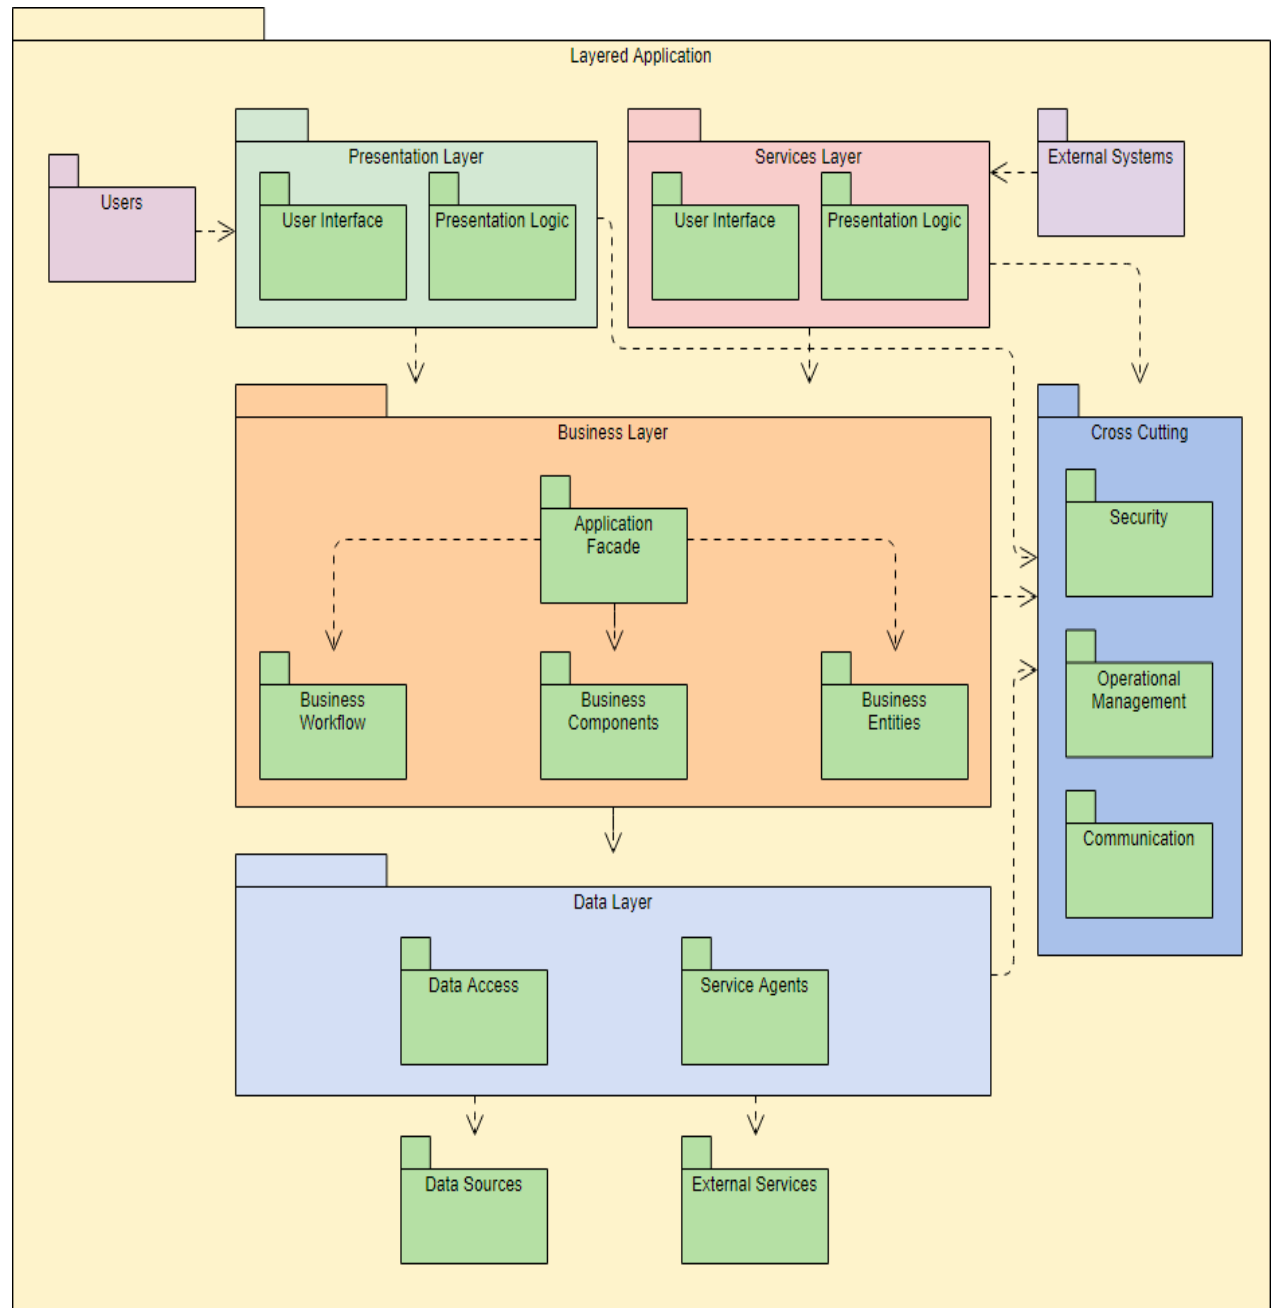 Layered Application
Presentation Layer
Services Layer
External Systems
Users
User Interface
Presentation Logic
User Interface
Presentation Logic
Business Layer
Cross Cutting
Application
Facade
Security
Business
Workflow
Business
Components
Business
Entities
Operational
Management
Communication
Data Layer
Data Access
Service Agents
Data Sources
External Services